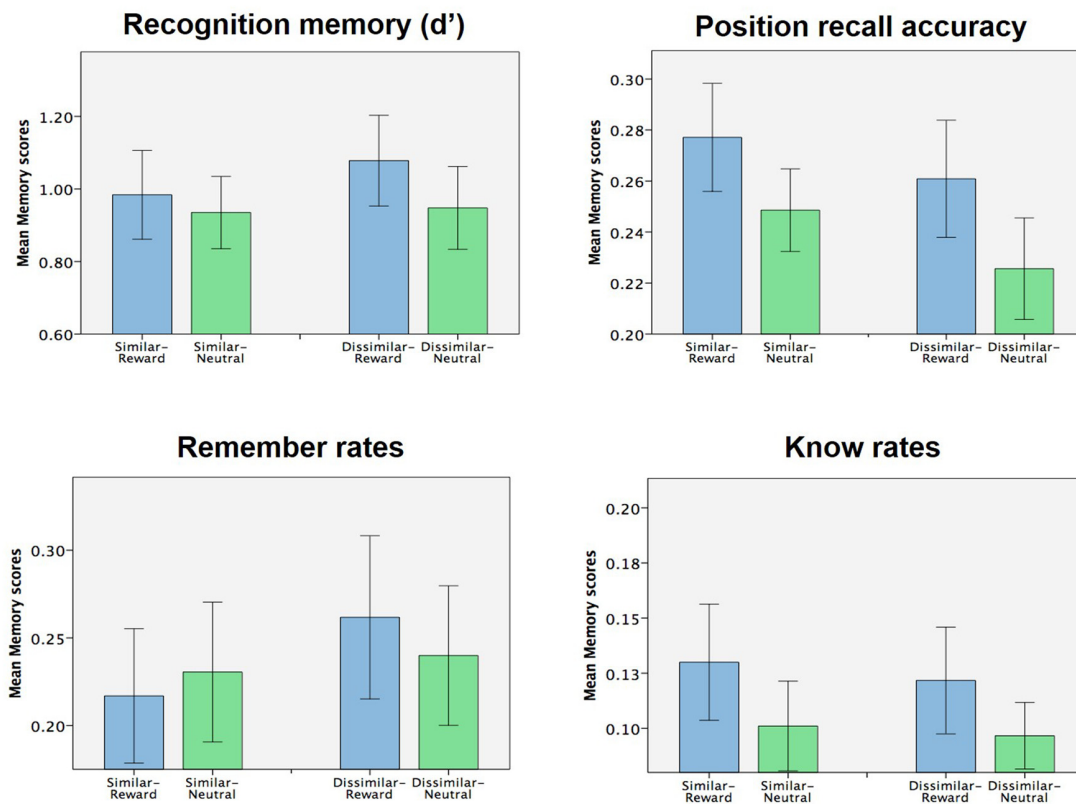 Recognition memory (d’)
Mean Memory scores
1.20
1.00
0.80
0.60
Similar-
Reward
Similar-
Neutral
Dissimilar-
Reward
Dissimilar-
Neutral
Position recall accuracy
Mean Memory scores
0.30
0.28
0.26
0.24
0.22
0.20
Similar-
Reward
Similar-
Neutral
Dissimilar-
Reward
Dissimilar-
Neutral
Remember rates
Mean Memory scores
0.30
0.25
0.20
Similar-
Reward
Similar-
Neutral
Dissimilar-
Reward
Dissimilar-
Neutral
Know rates
Mean Memory scores
0.20
0.18
0.15
0.13
0.10
Similar-
Reward
Similar-
Neutral
Dissimilar-
Reward
Dissimilar-
Neutral